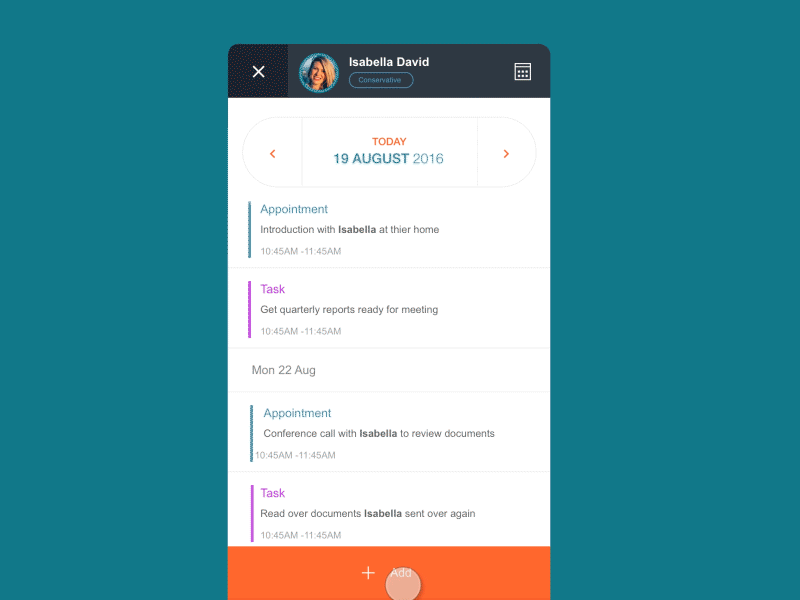 Isabella David
Conservative
TODAY
19 AUGUST 2016
Appointment
Introduction with Isabella at thier home
10:45AM -11:45AM
Task
Get quarterly reports ready for meeting
10:45AM -11:45AM
Mon 22 Aug
Appointment
Conference call with Isabella to review documents
10:45AM -11:45AM
Task
Read over documents Isabella sent over again
10:45AM -11:45AM
+ Add